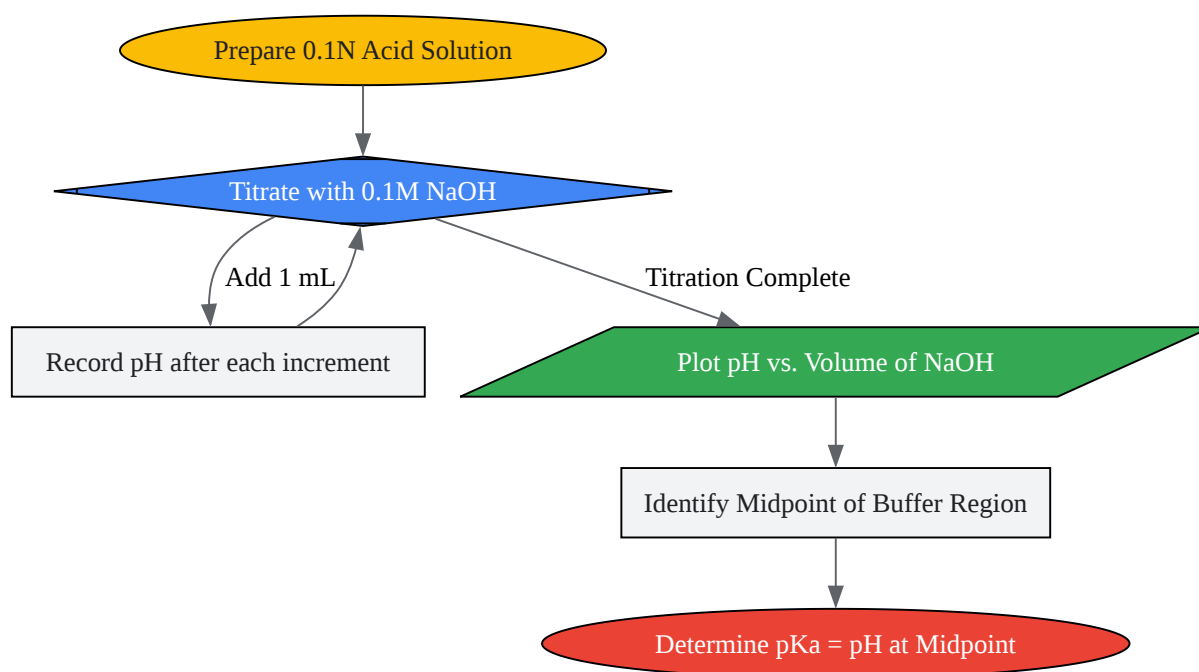 Prepare 0.1N Acid Solution
Titrate with 0.1M NaOH
Add 1 mL
Titration Complete
Record pH after each increment
Plot pH vs. Volume of NaOH
Identify Midpoint of Buffer Region
Determine pKa = pH at Midpoint